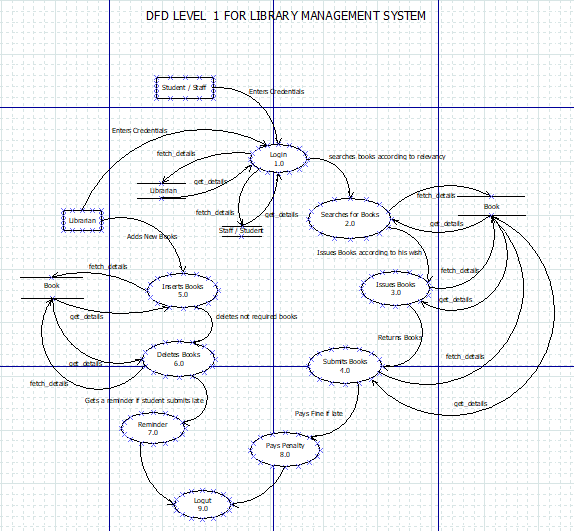 DFD LEVEL 1 FOR LIBRARY MANAGEMENT SYSTEM
Student / Staff
Enters Credentials
Enters Credentials
fetch_details
Login
1.0
searches books according to relevancy
get_details
Librarian
fetch_details
get_details
Staff / Student
Librarian
Adds New Books
Searches for Books
2.0
fetch_details
Book
get_details
Issues Books according to his wish
fetch_details
Book
Inserts Books
5.0
Issues Books
3.0
fetch_details
get_details
get_details
deletes not required books
Returns Books
Deletes Books
6.0
Submits Books
4.0
fetch_details
get_details
fetch_details
Gets a reminder if student submits late
get_details
Pays Fine if late
Reminder
7.0
Pays Penalty
8.0
Logut
9.0